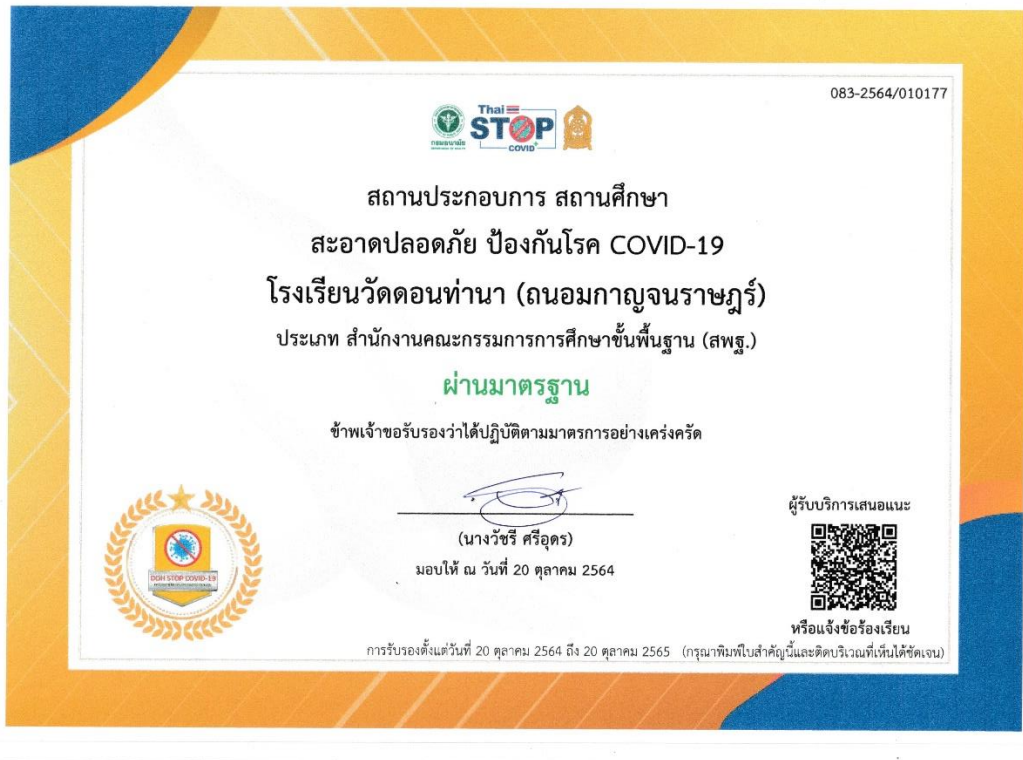 083-2564/010177
Thai
STOP
COVID
กรมอนามัย
สถานประกอบการ สถานศึกษา
สะอาดปลอดภัย ป้องกันโรค COVID-19
โรงเรียนวัดดอนท่านา (ถนอมกาญจนราษฎร์)
ประเภท สำนักงานคณะกรรมการการศึกษาขั้นพื้นฐาน (สพฐ.)
ผ่านมาตรฐาน
ข้าพเจ้าขอรับรองว่าได้ปฏิบัติตามมาตรการอย่างเคร่งครัด
(นางวัชรี ศรีอุดร)
มอบให้ ณ วันที่ 20 ตุลาคม 2564
DOH STOP COVID-19
ผู้รับบริการเสนอแนะ
หรือแจ้งข้อร้องเรียน
การรับรองตั้งแต่วันที่ 20 ตุลาคม 2564 ถึง 20 ตุลาคม 2565 (กรุณาพิมพ์ใบสำคัญนี้และติดบริเวณที่เห็นได้ชัดเจน)